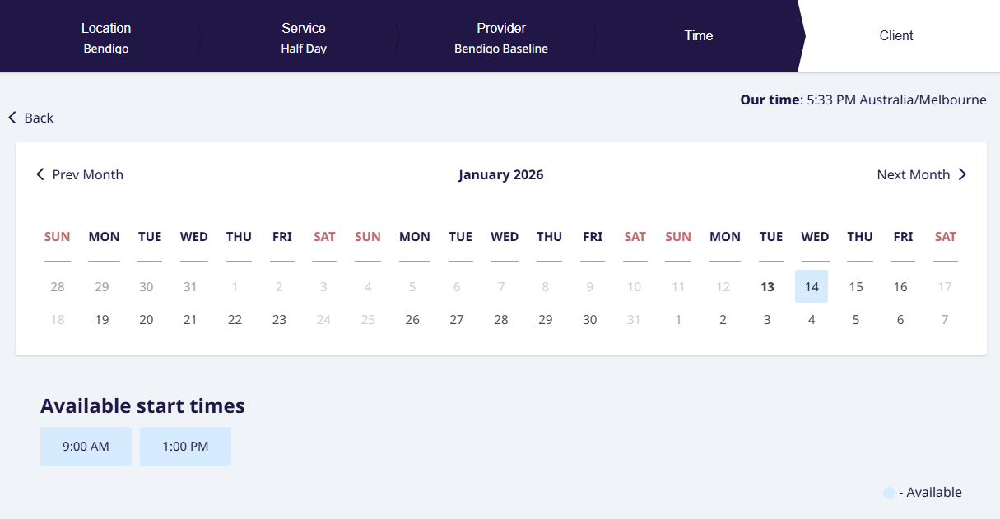 Location
Bendigo
Service
Half Day
Provider
Bendigo Baseline
Time
Client
Our time: 5:33 PM Australia/Melbourne
Back
Prev Month
January 2026
Next Month
SUN MON TUE WED THU FRI SAT SUN MON TUE WED THU FRI SAT SUN MON TUE WED THU FRI SAT
28 29 30 31 1 2 3 4 5 6 7 8 9 10 11 12 13 14 15 16 17
18 19 20 21 22 23 24 25 26 27 28 29 30 31 1 2 3 4 5 6 7
Available start times
9:00 AM
1:00 PM
- Available